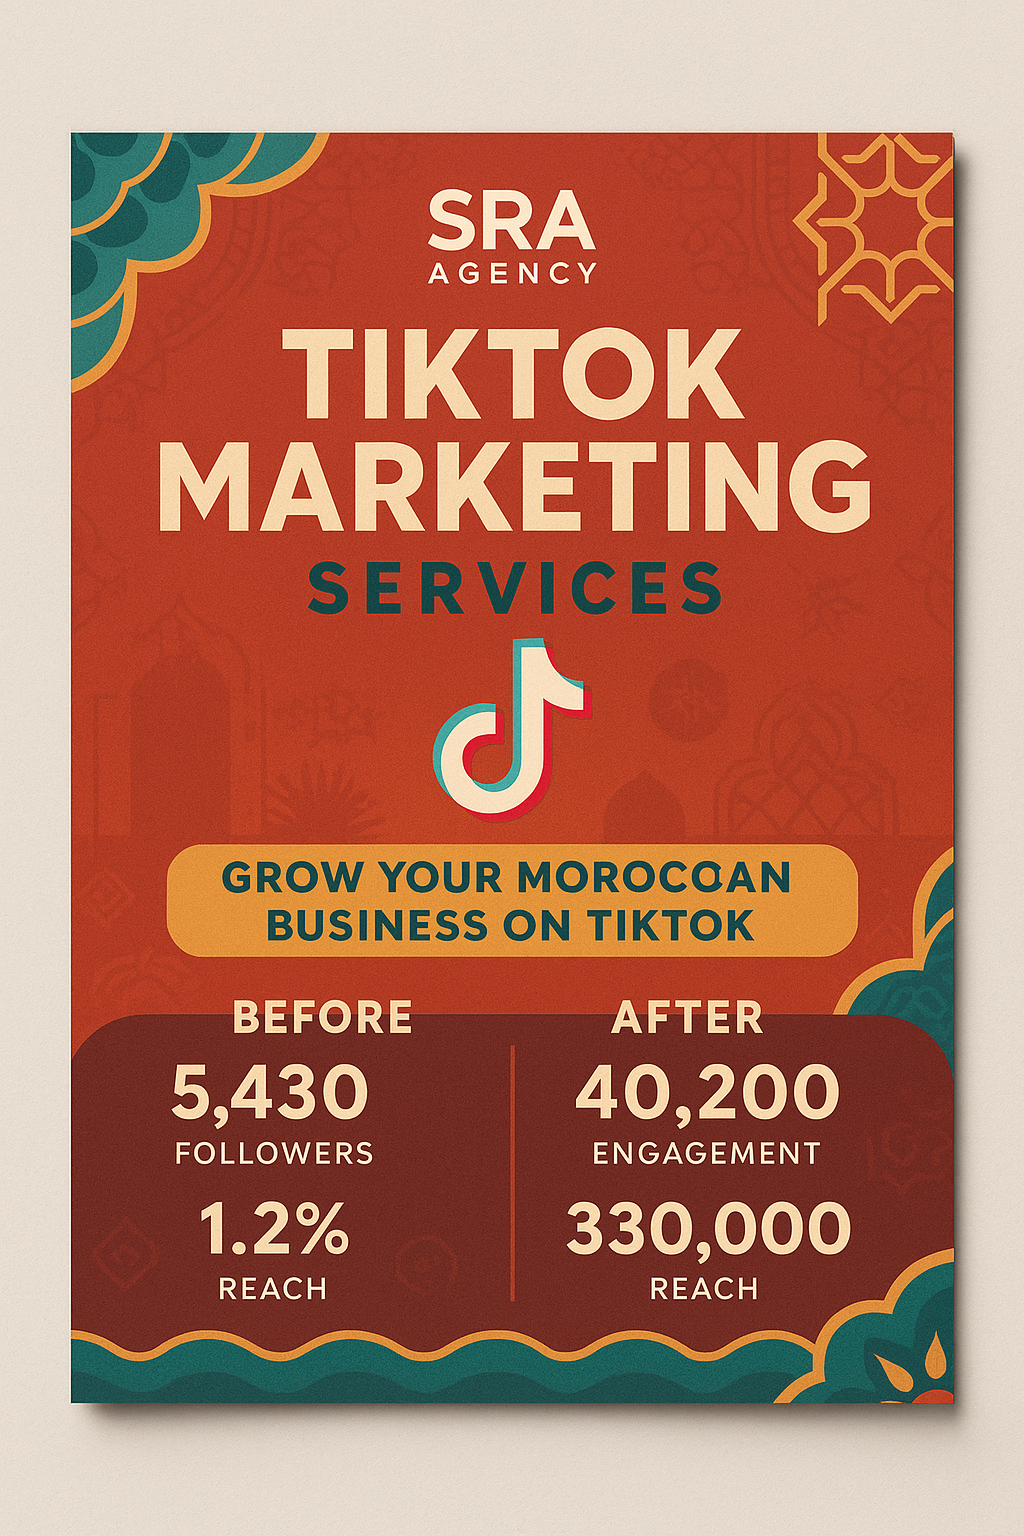 SRA
AGENCY
TIKTOK
MARKETING
SERVICES
GROW YOUR MOROCCAN
BUSINESS ON TIKTOK
BEFORE
AFTER
5,430
40,200
FOLLOWERS
ENGAGEMENT
1.2%
330,000
REACH
REACH